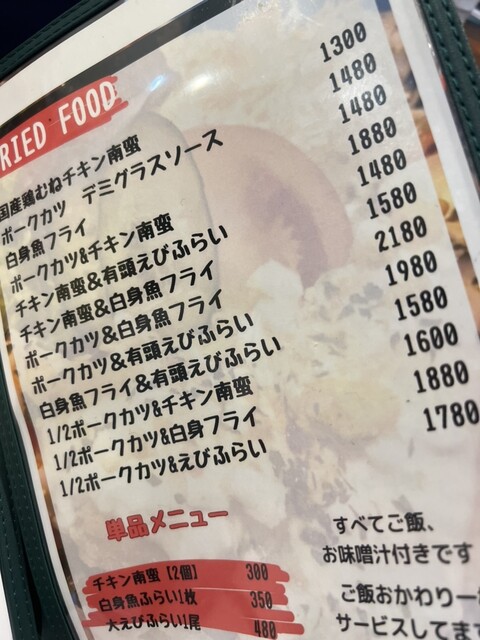 RIED FOOD
国産鶏むねチキン南蛮 1300
ポークカツ デミグラスソース 1480
白身魚フライ 1480
ポークカツ&チキン南蛮 1880
チキン南蛮&有頭えびふらい 1480
チキン南蛮&白身魚フライ 1580
ポークカツ&白身魚フライ 2180
ポークカツ&有頭えびふらい 1980
白身魚フライ&有頭えびふらい 1580
1/2ポークカツ&チキン南蛮 1600
1/2ポークカツ&白身魚フライ 1880
1/2ポークカツ&えびふらい 1780
単品メニュー
チキン南蛮【2個】 300
白身魚ふらい1枚 350
大えびふらい1尾 480
すべてご飯、
お味噌汁付きです
ご飯おかわり一
サービスしてま